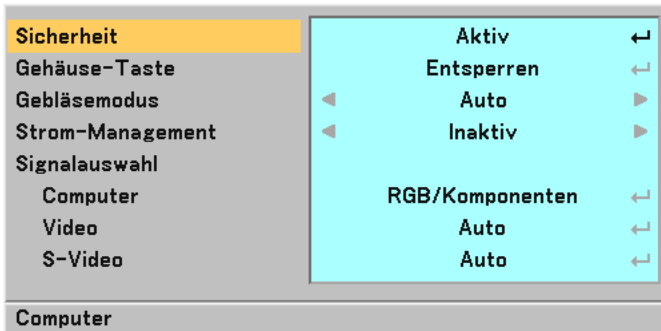 Sicherheit Aktiv
Gehäuse-Taste Entsperren
Gebläsemodus Auto
Strom-Management Inaktiv
Signalauswahl
Computer RGB/Komponenten
Video Auto
S-Video Auto
Computer